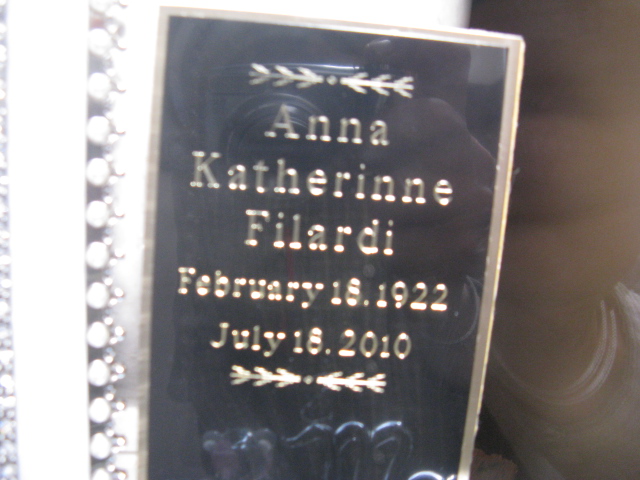 Anna
Katherinne
Filardi
February 18.1922
July 18.2010